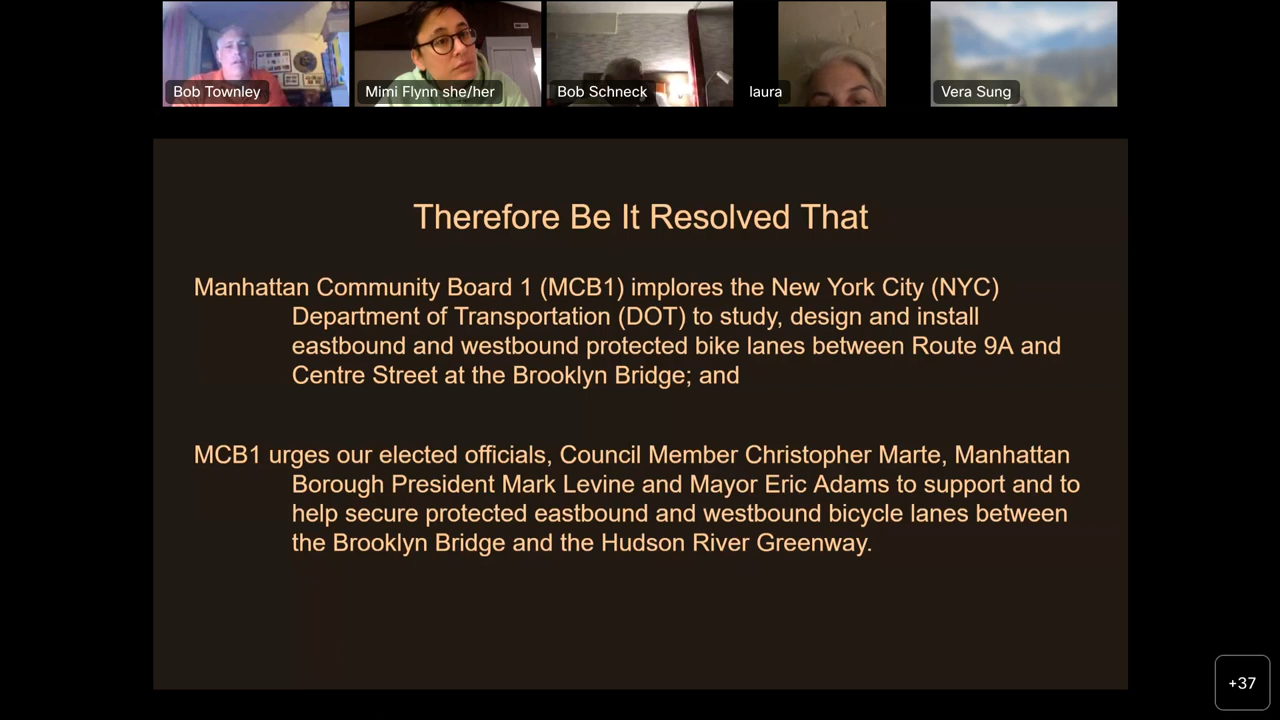 Bob Townley
Mimi Flynn she/her
Bob Schneck
laura
Vera Sung
Therefore Be It Resolved That
Manhattan Community Board 1 (MCB1) implores the New York City (NYC)
Department of Transportation (DOT) to study, design and install
eastbound and westbound protected bike lanes between Route 9A and
Centre Street at the Brooklyn Bridge; and
MCB1 urges our elected officials, Council Member Christopher Marte, Manhattan
Borough President Mark Levine and Mayor Eric Adams to support and to
help secure protected eastbound and westbound bicycle lanes between
the Brooklyn Bridge and the Hudson River Greenway.
+37